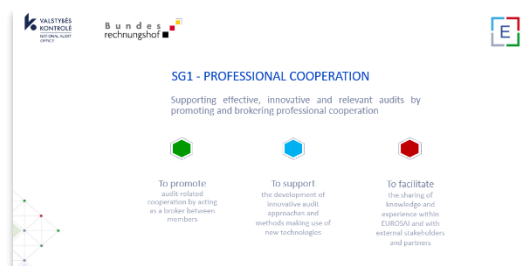 VALSTYBĖS
KONTROLĖ
NATIONAL AUDIT
OFFICE
Bundes
rechnungshof
E
SG1 - PROFESSIONAL COOPERATION
Supporting effective, innovative and relevant audits by
promoting and brokering professional cooperation
To promote
audit-related
cooperation by acting
as a broker between
members
To support
the development of
innovative audit
approaches and
methods making use of
new technologies
To facilitate
the sharing of
knowledge and
experience within
EUROSAI and with
external stakeholders
and partners